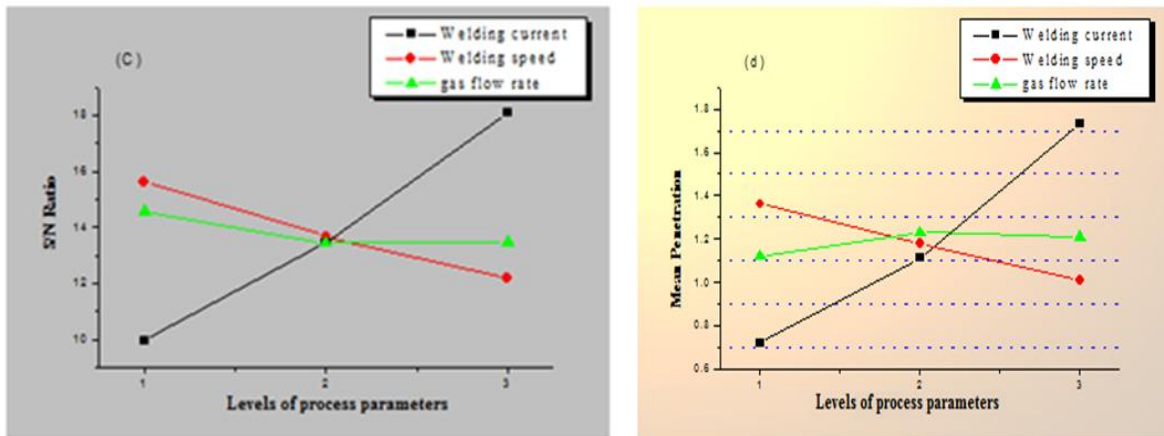 (C)
Welding current
Welding speed
gas flow rate
18
16
14
12
10
S/N Ratio
1
2
3
Levels of process parameters
(d)
Welding current
Welding speed
gas flow rate
1.8
1.6
1.4
1.2
1.0
0.8
0.6
Mean Penetration
1
2
3
Levels of process parameters